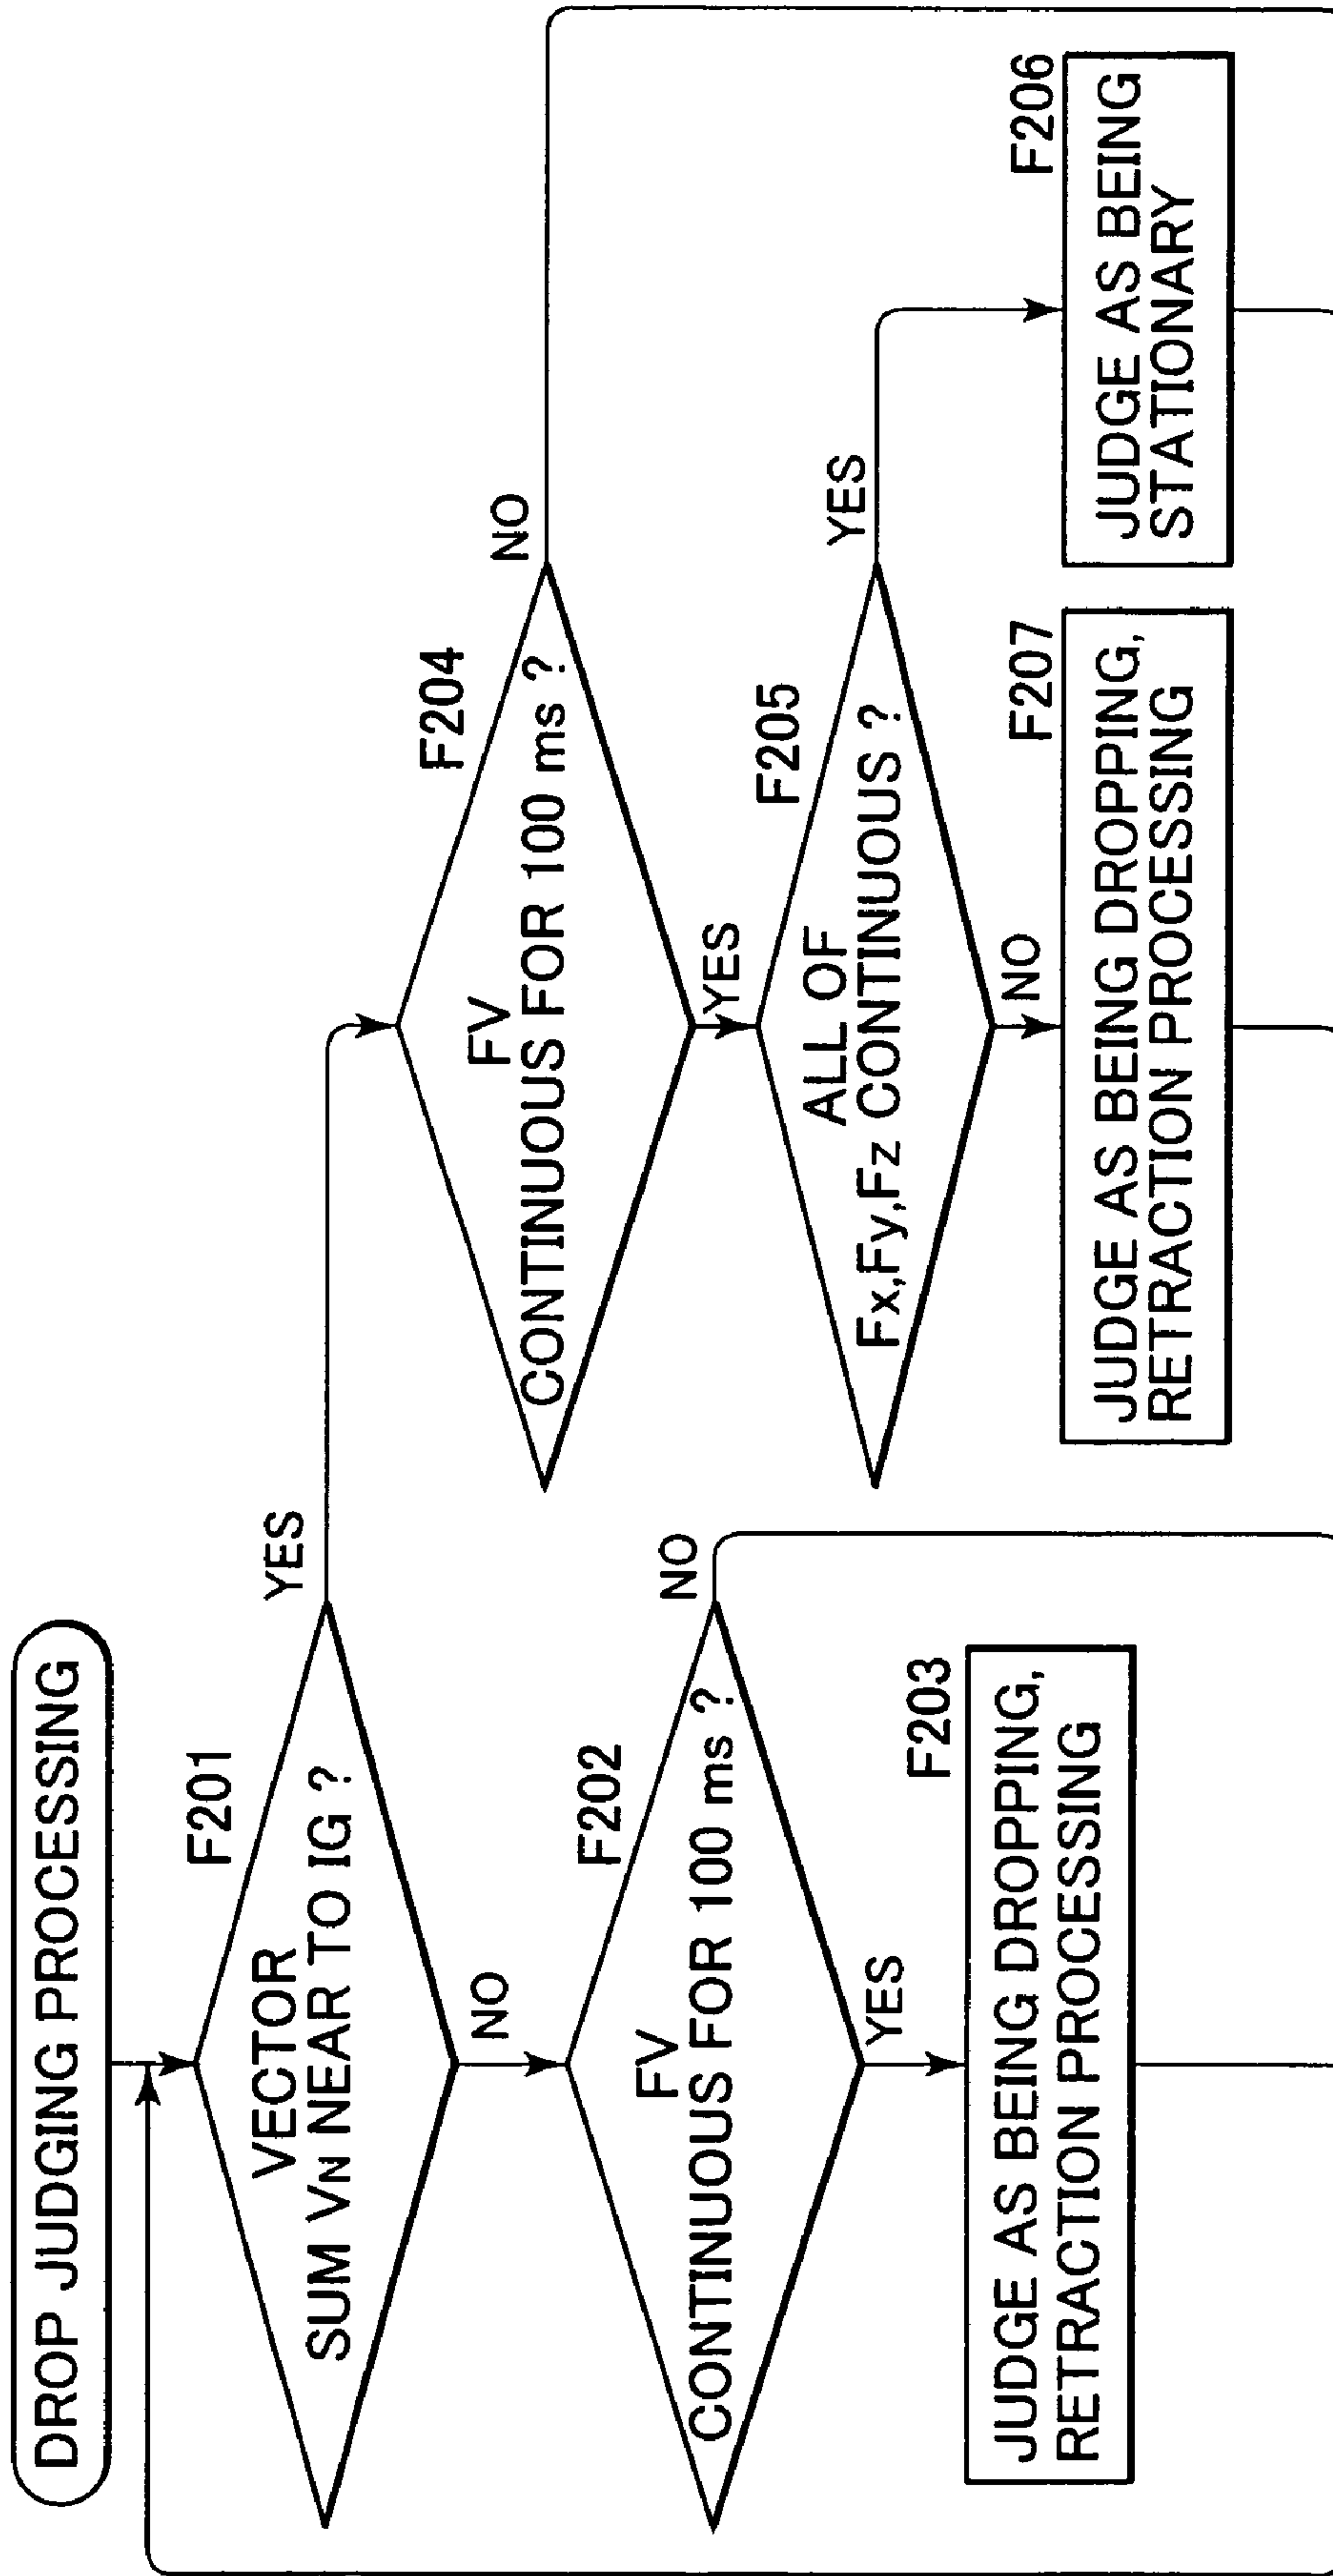 DROP JUDGING PROCESSING
F201
VECTOR
SUM VN NEAR TO IG ?
YES
NO
F202
FV
CONTINUOUS FOR 100 ms ?
NO
YES
F203
JUDGE AS BEING DROPPING,
RETRACTION PROCESSING
F204
FV
CONTINUOUS FOR 100 ms ?
NO
YES
F205
ALL OF
Fx,Fy,Fz CONTINUOUS ?
YES
NO
F207
JUDGE AS BEING DROPPING,
RETRACTION PROCESSING
F206
JUDGE AS BEING
STATIONARY